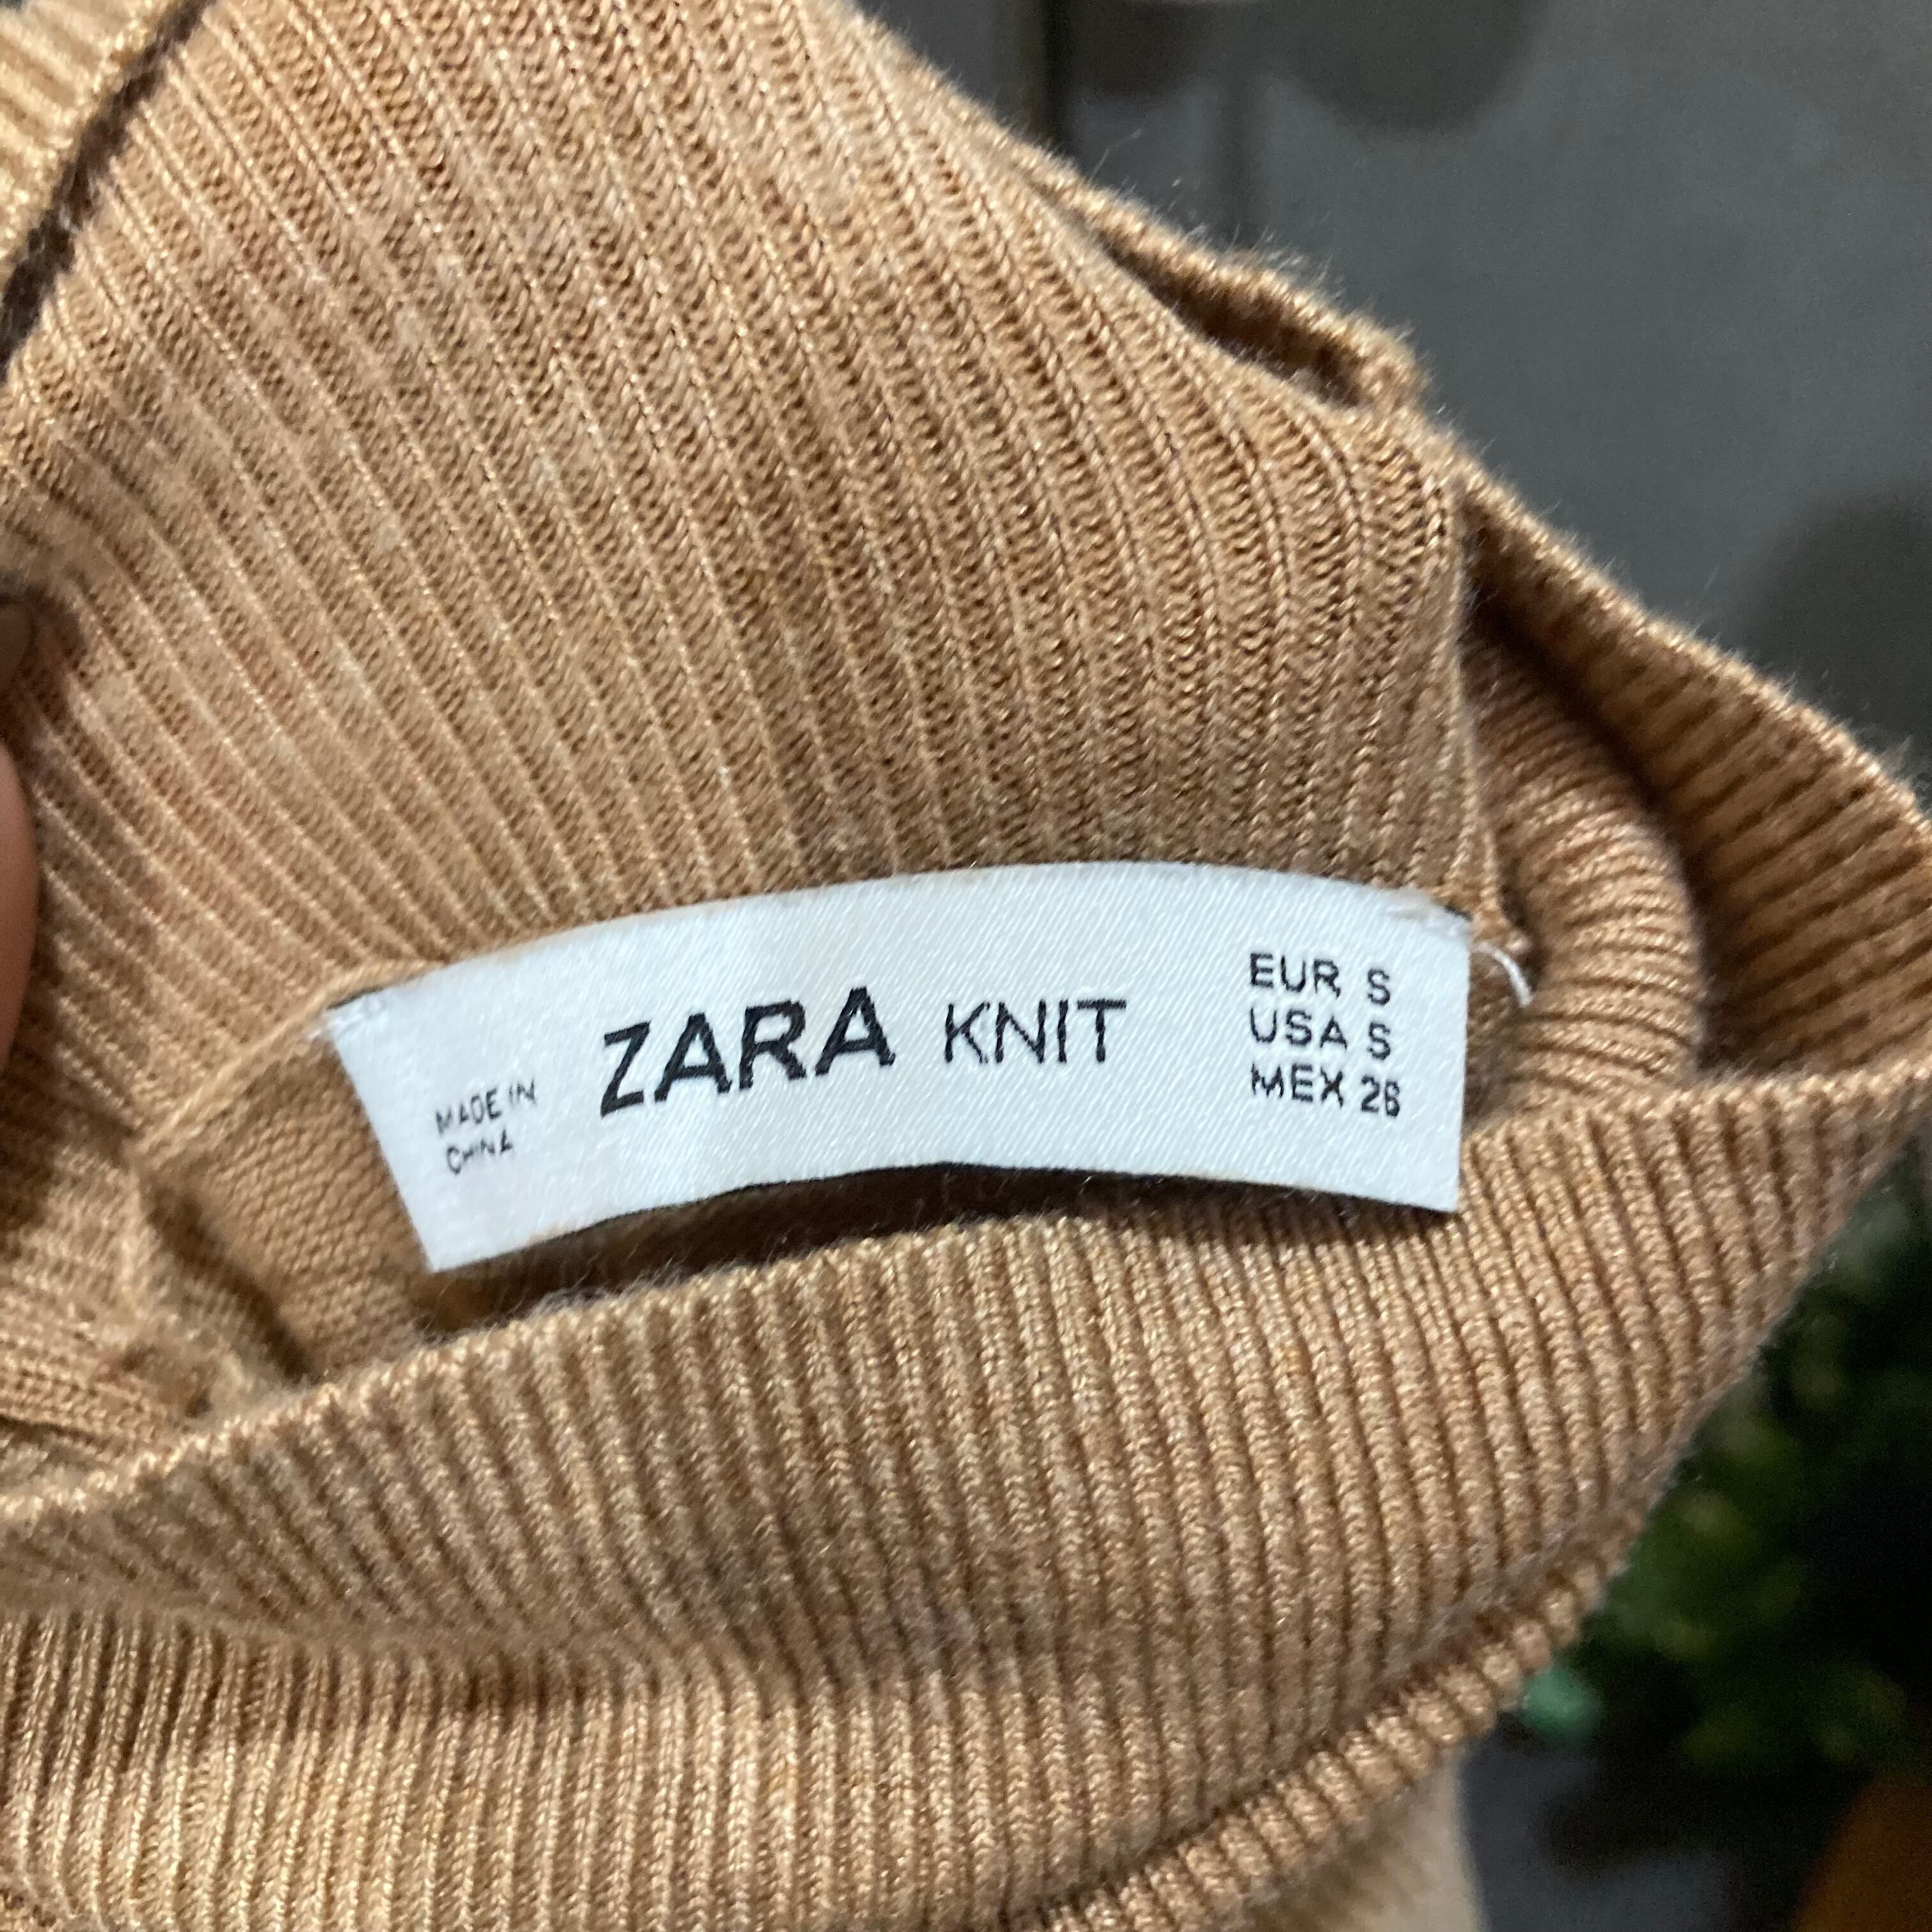 MADE IN
CHINA
ZARA KNIT
EUR S
USA S
MEX 26